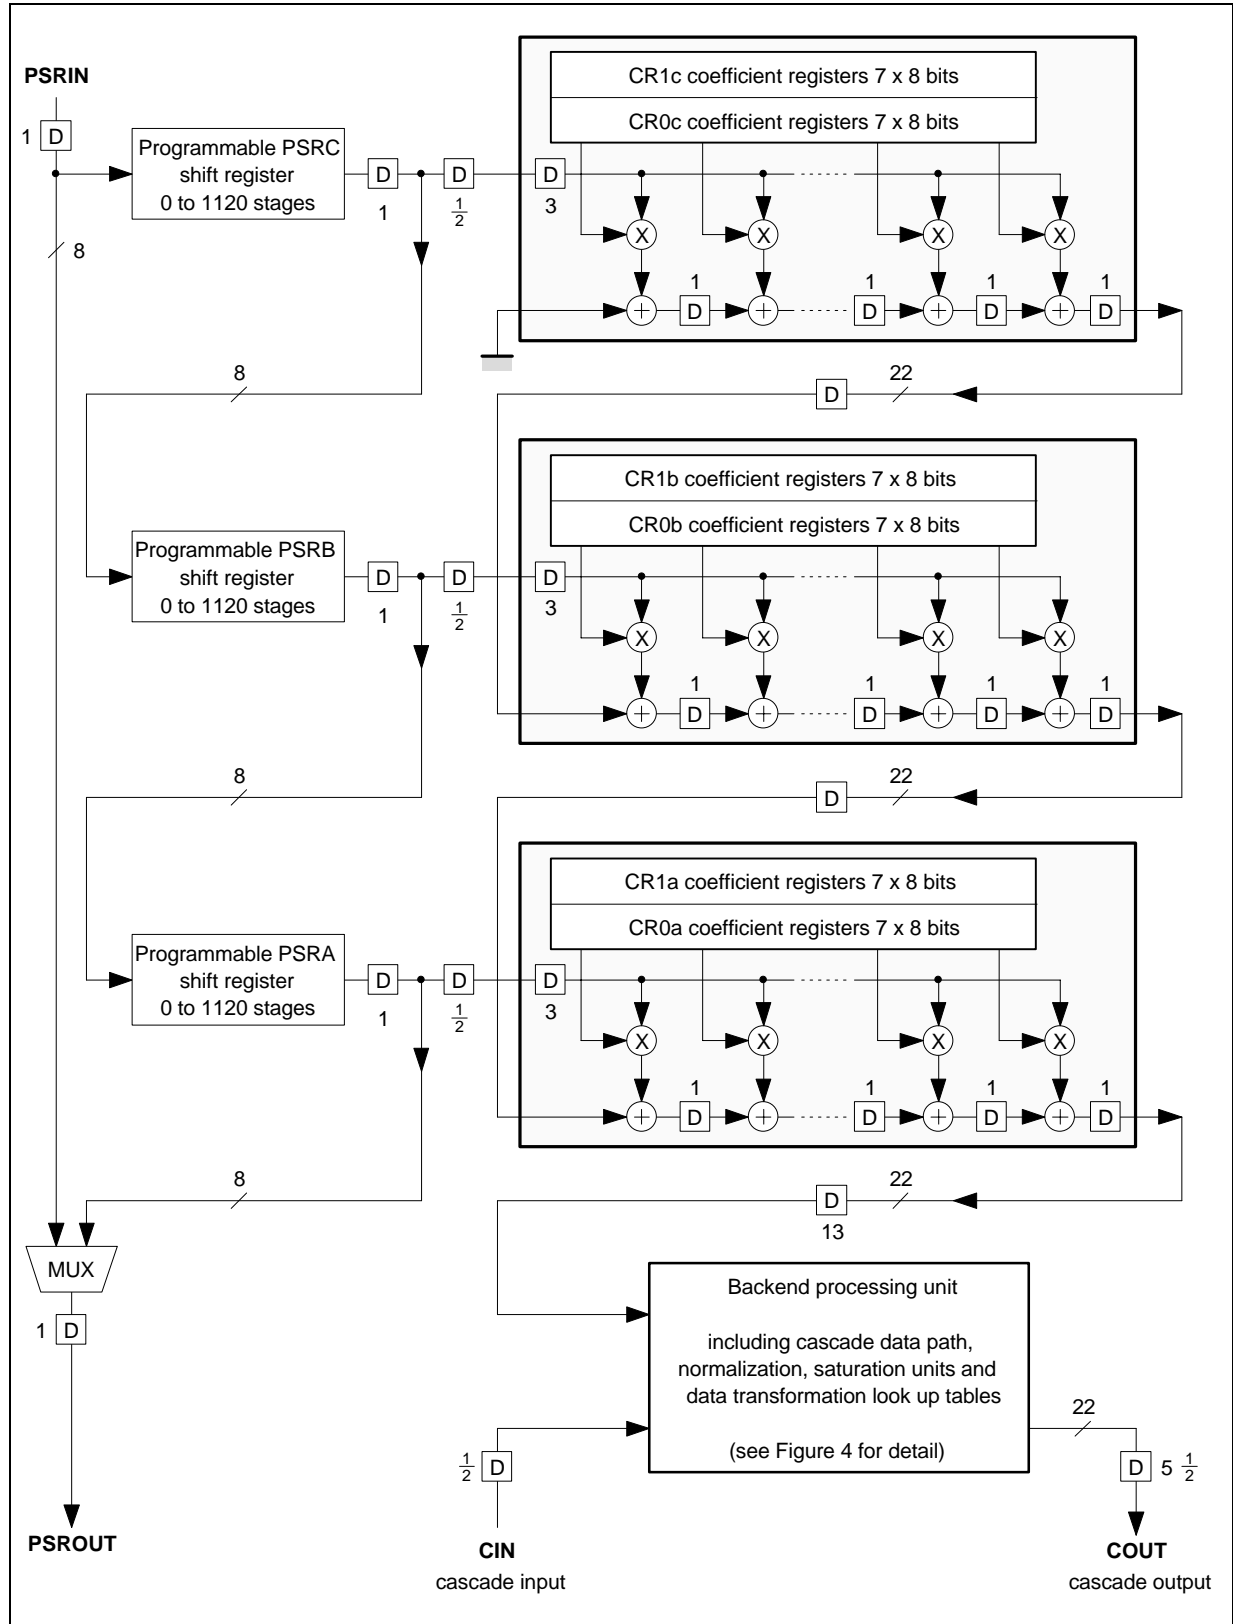 PSRIN
1 D
Programmable PSRC
shift register
0 to 1120 stages
8
D
1
D
1/2
D
3
CR1c coefficient registers 7 x 8 bits
CR0c coefficient registers 7 x 8 bits
X X X X
1 1 1 1
+ D + D + D + D
8
D
22
Programmable PSRB
shift register
0 to 1120 stages
D
1
D
1/2
D
3
CR1b coefficient registers 7 x 8 bits
CR0b coefficient registers 7 x 8 bits
X X X X
1 1 1 1
+ D + D + D + D
8
D
22
Programmable PSRA
shift register
0 to 1120 stages
D
1
D
1/2
D
3
CR1a coefficient registers 7 x 8 bits
CR0a coefficient registers 7 x 8 bits
X X X X
1 1 1 1
+ D + D + D + D
8
D
13
22
MUX
1 D
PSROUT
Backend processing unit
including cascade data path,
normalization, saturation units and
data transformation look up tables
(see Figure 4 for detail)
22
1/2 D
D 5 1/2
CIN
cascade input
COUT
cascade output